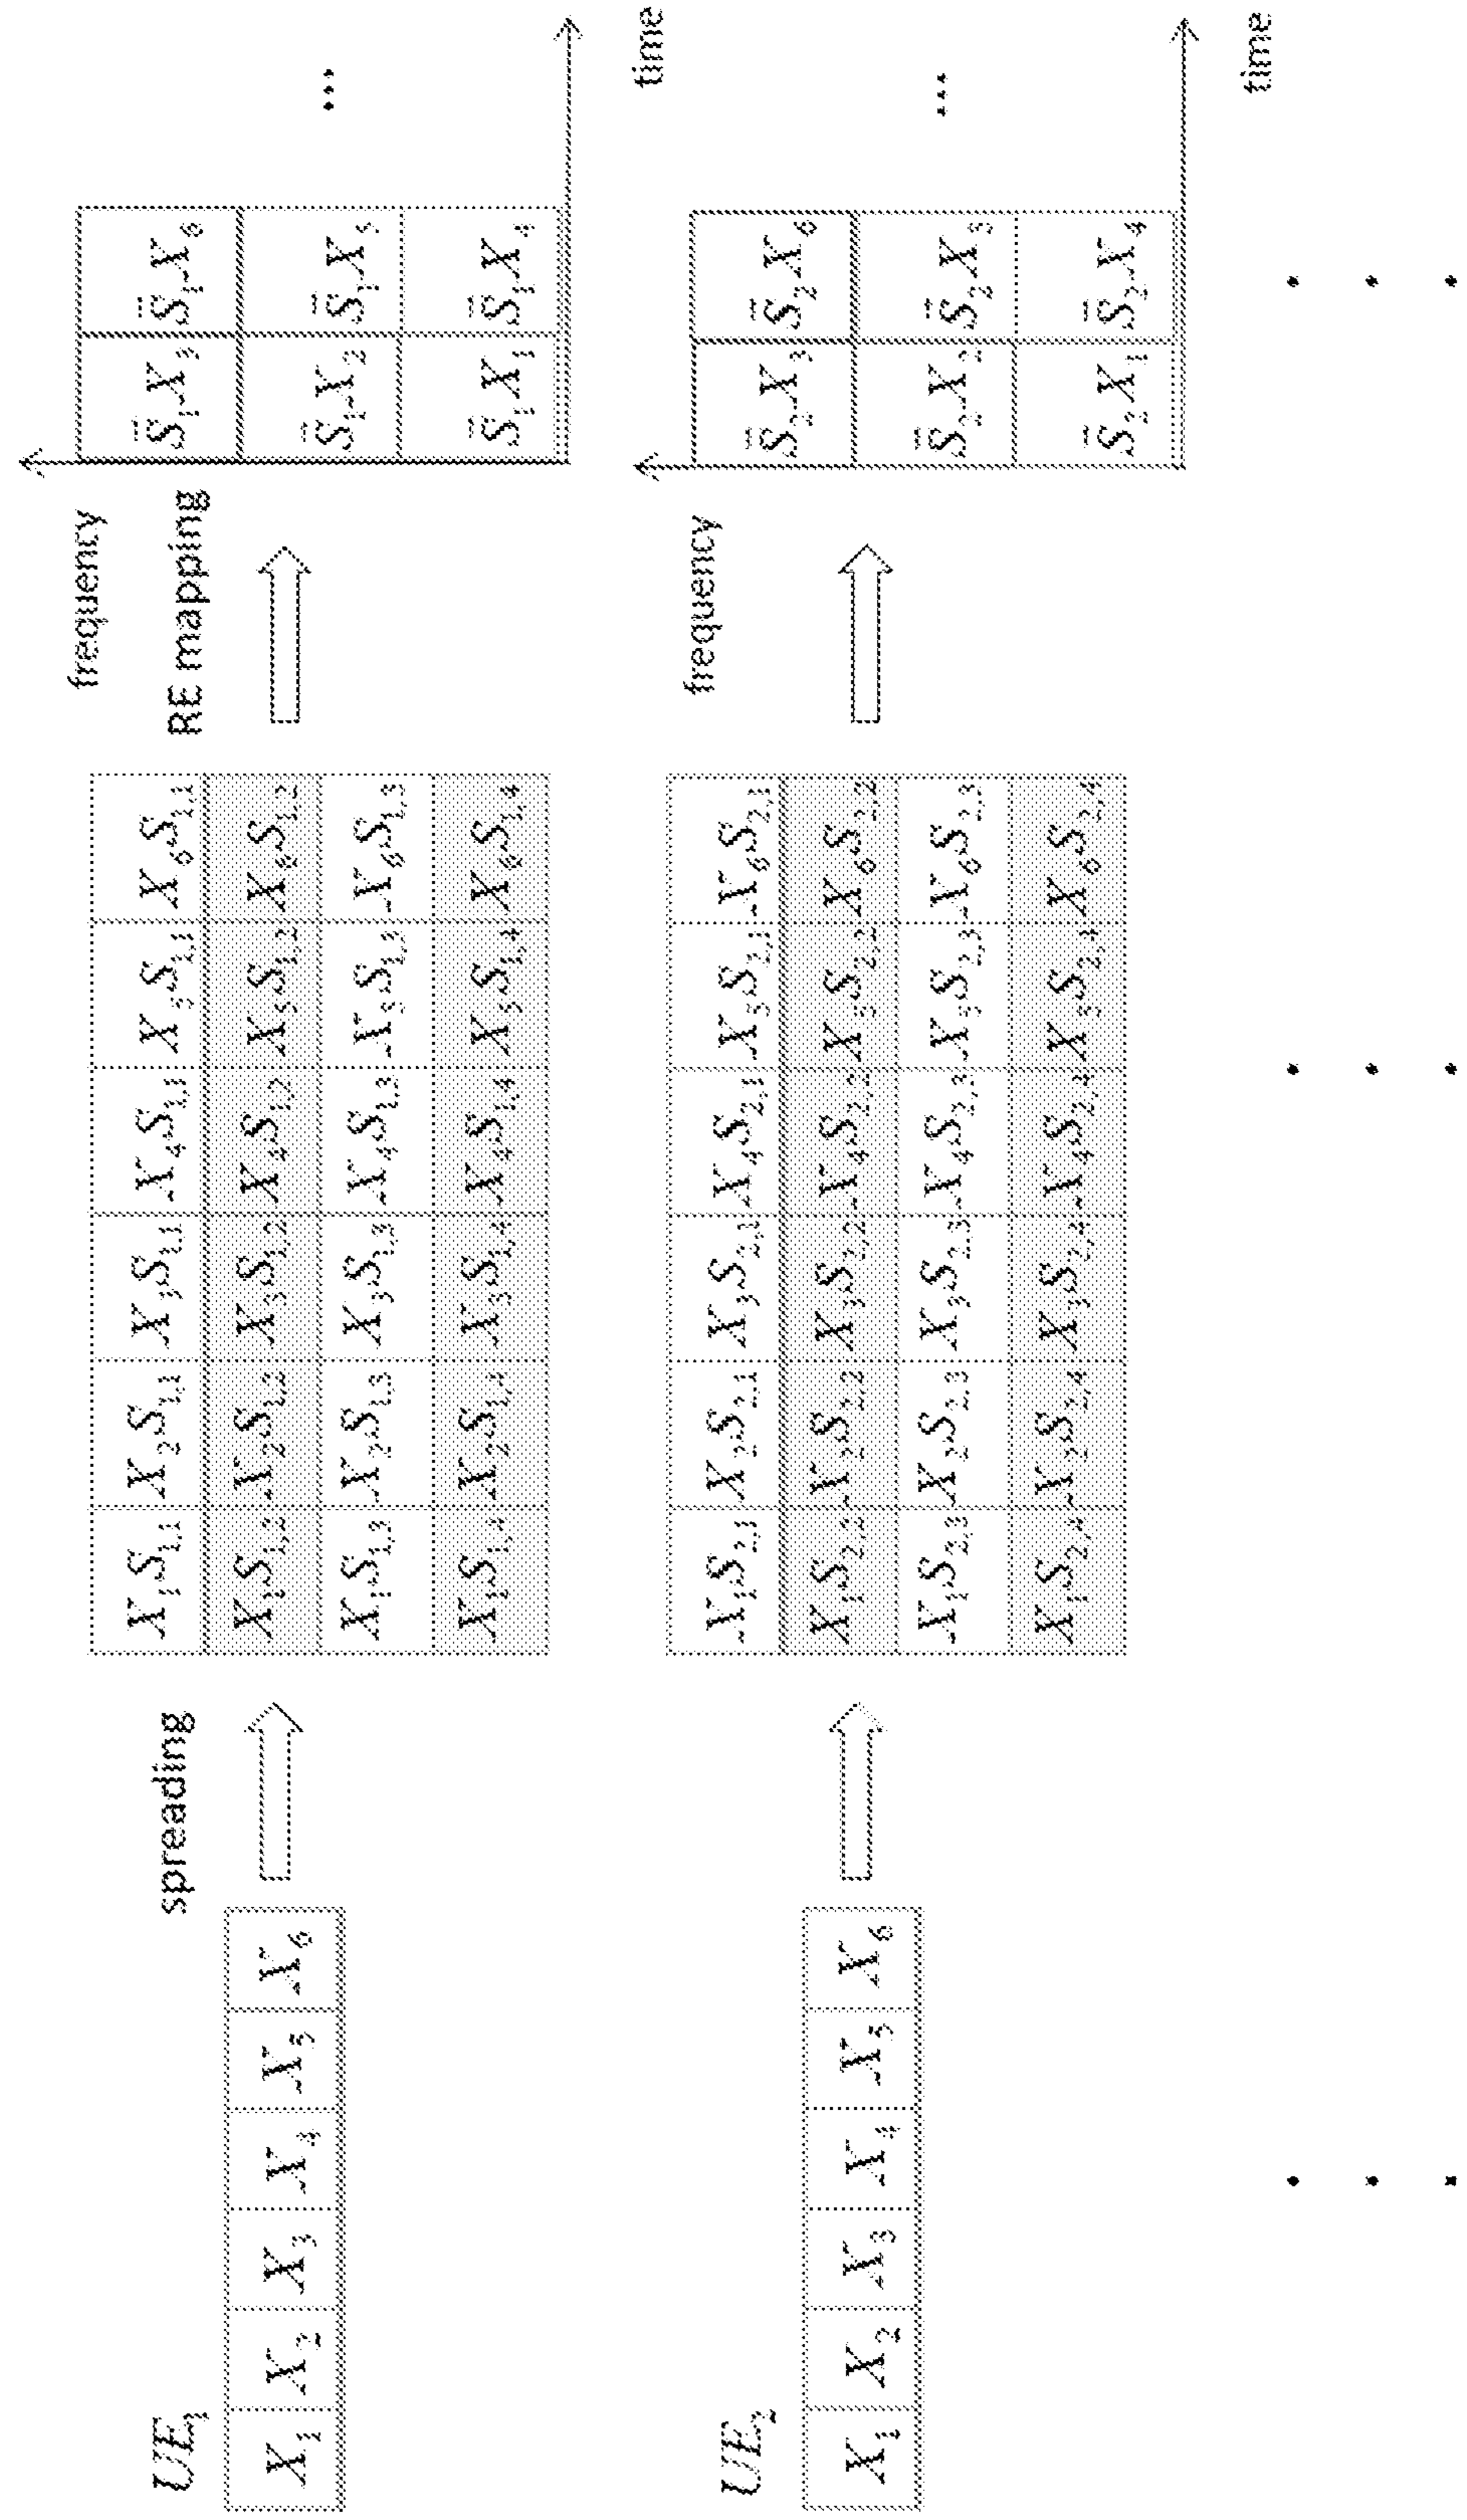 UE₁
X₁ X₂ X₃ X₄ X₅ X₆
spreading
X₁S₁,₁ X₂S₁,₁ X₃S₁,₁ X₄S₁,₁ X₅S₁,₁ X₆S₁,₁
X₁S₁,₂ X₂S₁,₂ X₃S₁,₂ X₄S₁,₂ X₅S₁,₂ X₆S₁,₂
X₁S₁,₃ X₂S₁,₃ X₃S₁,₃ X₄S₁,₃ X₅S₁,₃ X₆S₁,₃
X₁S₁,₄ X₂S₁,₄ X₃S₁,₄ X₄S₁,₄ X₅S₁,₄ X₆S₁,₄
RE mapping
frequency
S̄₁X₃ S̄₁X₆ ...
S̄₁X₂ S̄₁X₅
S̄₁X₁ S̄₁X₄
time
UE₂
X₁ X₂ X₃ X₄ X₅ X₆
X₁S₂,₁ X₂S₂,₁ X₃S₂,₁ X₄S₂,₁ X₅S₂,₁ X₆S₂,₁
X₁S₂,₂ X₂S₂,₂ X₃S₂,₂ X₄S₂,₂ X₅S₂,₂ X₆S₂,₂
X₁S₂,₃ X₂S₂,₃ X₃S₂,₃ X₄S₂,₃ X₅S₂,₃ X₆S₂,₃
X₁S₂,₄ X₂S₂,₄ X₃S₂,₄ X₄S₂,₄ X₅S₂,₄ X₆S₂,₄
frequency
S̄₂X₃ S̄₂X₆ ...
S̄₂X₂ S̄₂X₅
S̄₂X₁ S̄₂X₄
time